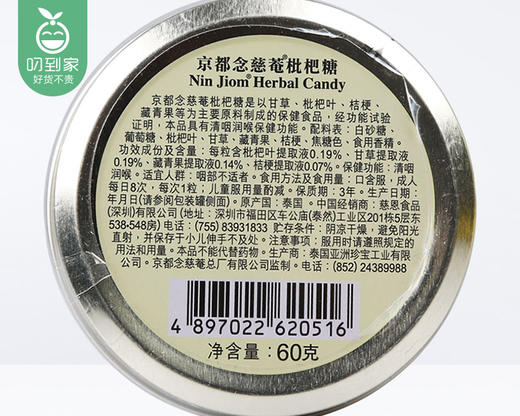 叨到家
好货不贵
京都念慈菴®枇杷糖
Nin Jiom® Herbal Candy
京都念慈菴枇杷糖是以甘草、枇杷叶、桔梗、
藏青果等为主要原料制成的保健食品，经功能试验
证明，本品具有清咽润喉保健功能。配料表：白砂糖、
葡萄糖、枇杷叶、甘草、藏青果、桔梗、焦糖色、食用香精。
功效成份及含量：每粒含枇杷叶提取液0.19%、甘草提取液
0.19%、藏青果提取液0.14%、桔梗提取液0.07%。保健功能：清咽
润喉。适宜人群：咽部不适者。食用方法及食用量：口含服，成人
每日8次，每次1粒；儿童服用量酌减。保质期：3年。生产日期：
年月日(请参阅包装罐侧面)。原产国：泰国。中国经销商：慈恩食品
(深圳)有限公司 (地址：深圳市福田区车公庙(泰然)工业区201栋5层东
538-548房) 电话：(755) 83931833 贮存条件：阴凉干燥，避免阳光
直射，并保存于小儿伸手不及处。注意事项：服用时请遵照规定的
用法和用量。本品不能代替药物。生产商：泰国亚洲珍宝工业有限公
司。京都念慈菴总厂有限公司监制。电话：(852) 24389988
4 897022 620516
净含量：60克